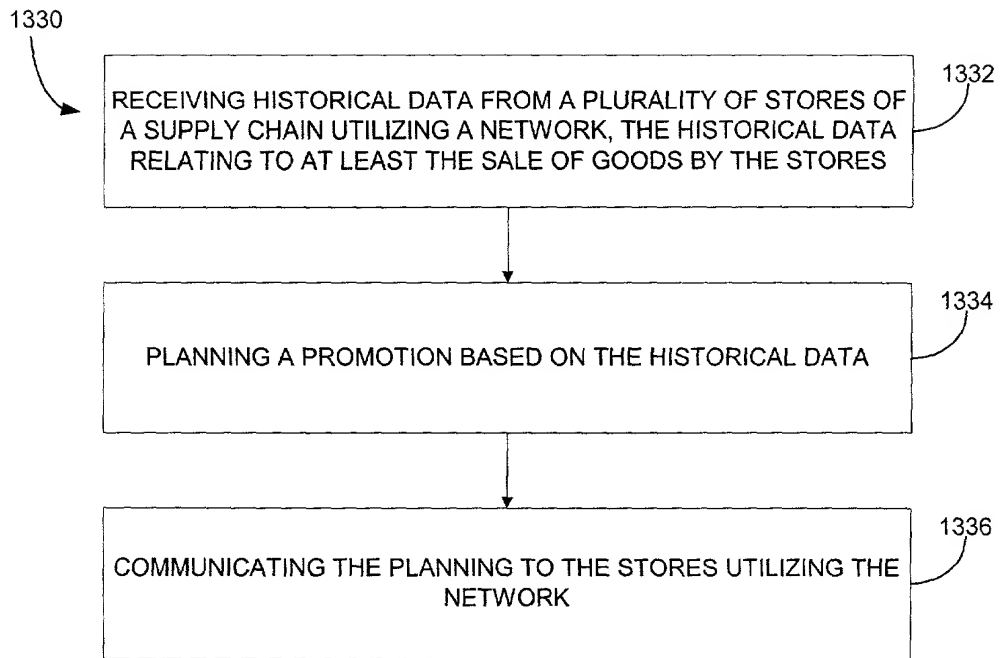 1330
1332
RECEIVING HISTORICAL DATA FROM A PLURALITY OF STORES OF
A SUPPLY CHAIN UTILIZING A NETWORK, THE HISTORICAL DATA
RELATING TO AT LEAST THE SALE OF GOODS BY THE STORES
1334
PLANNING A PROMOTION BASED ON THE HISTORICAL DATA
1336
COMMUNICATING THE PLANNING TO THE STORES UTILIZING THE
NETWORK